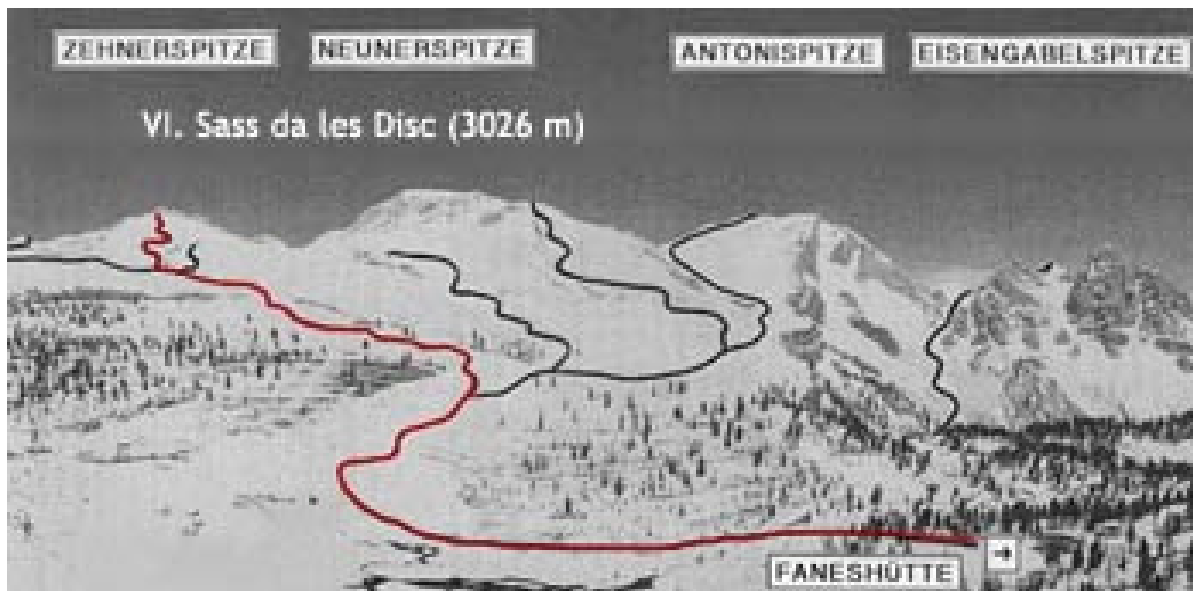 ZEHNERSPITZE NEUNERSPITZE ANTONISPITZE EISENGABELSPITZE
VI. Sass da les Disc (3026 m)
FANESHÜTTE